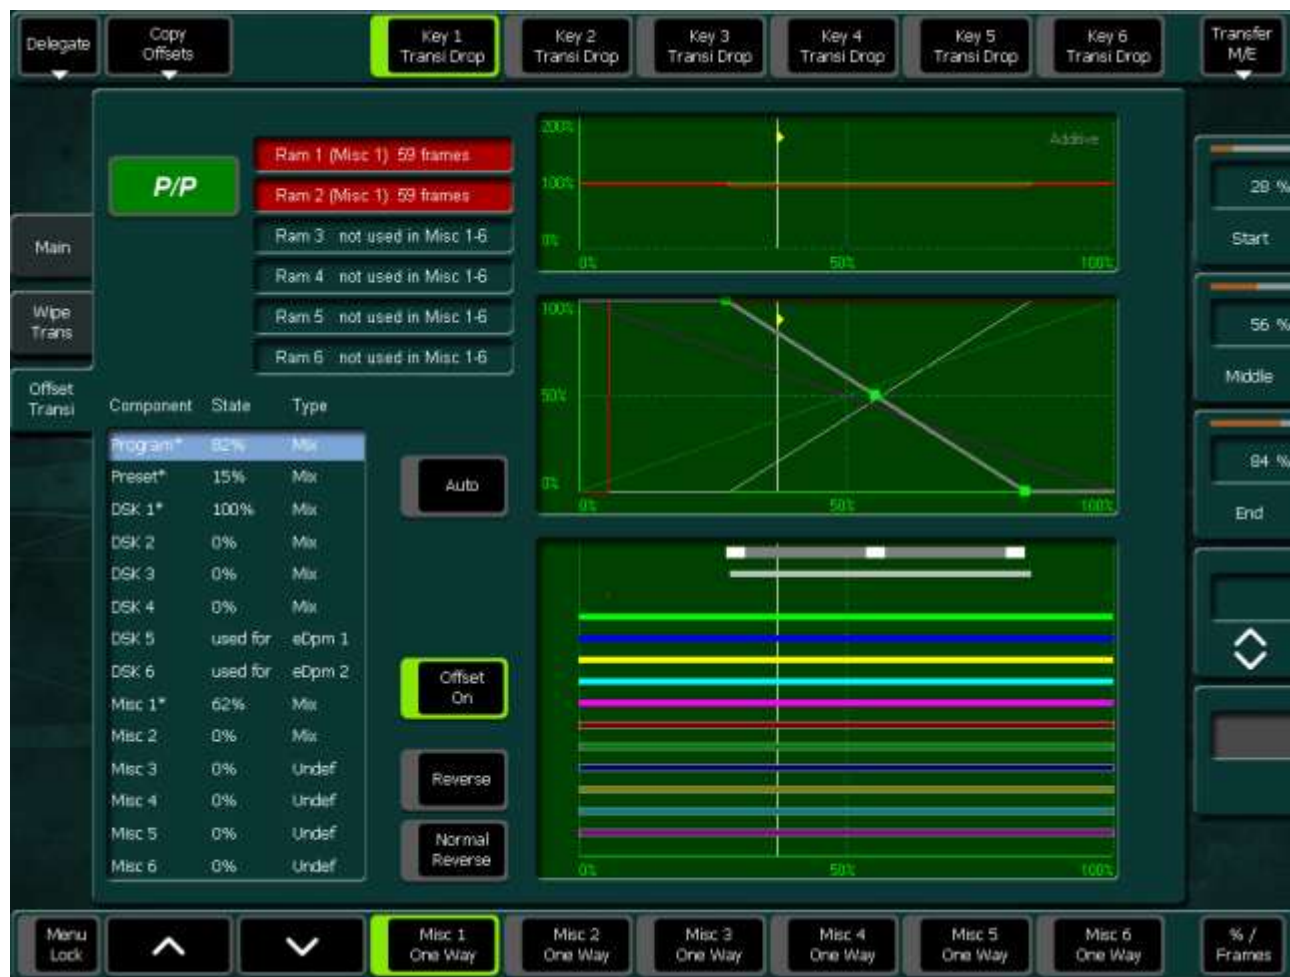 Delegate
Copy
Offsets
Key 1
Transi Drop
Key 2
Transi Drop
Key 3
Transi Drop
Key 4
Transi Drop
Key 5
Transi Drop
Key 6
Transi Drop
Transfer
M/E
P/P
Ram 1 (Misc 1) 59 frames
Ram 2 (Misc 1) 59 frames
Ram 3 not used in Misc 1-6
Ram 4 not used in Misc 1-6
Ram 5 not used in Misc 1-6
Ram 6 not used in Misc 1-6
200%
Additive
100%
0%
0% 50% 100%
Main
Wipe
Trans
Offset
Transi
28 %
Start
56 %
Middle
84 %
End
100%
50%
0%
0% 50% 100%
Component State Type
Program* 82% Mix
Preset* 15% Mix
DSK 1* 100% Mix
DSK 2 0% Mix
DSK 3 0% Mix
DSK 4 0% Mix
DSK 5 used for eDpm 1
DSK 6 used for eDpm 2
Misc 1* 62% Mix
Misc 2 0% Mix
Misc 3 0% Undef
Misc 4 0% Undef
Misc 5 0% Undef
Misc 6 0% Undef
Auto
Offset
On
Reverse
Normal
Reverse
0% 50% 100%
Menu
Lock
Misc 1
One Way
Misc 2
One Way
Misc 3
One Way
Misc 4
One Way
Misc 5
One Way
Misc 6
One Way
% /
Frames